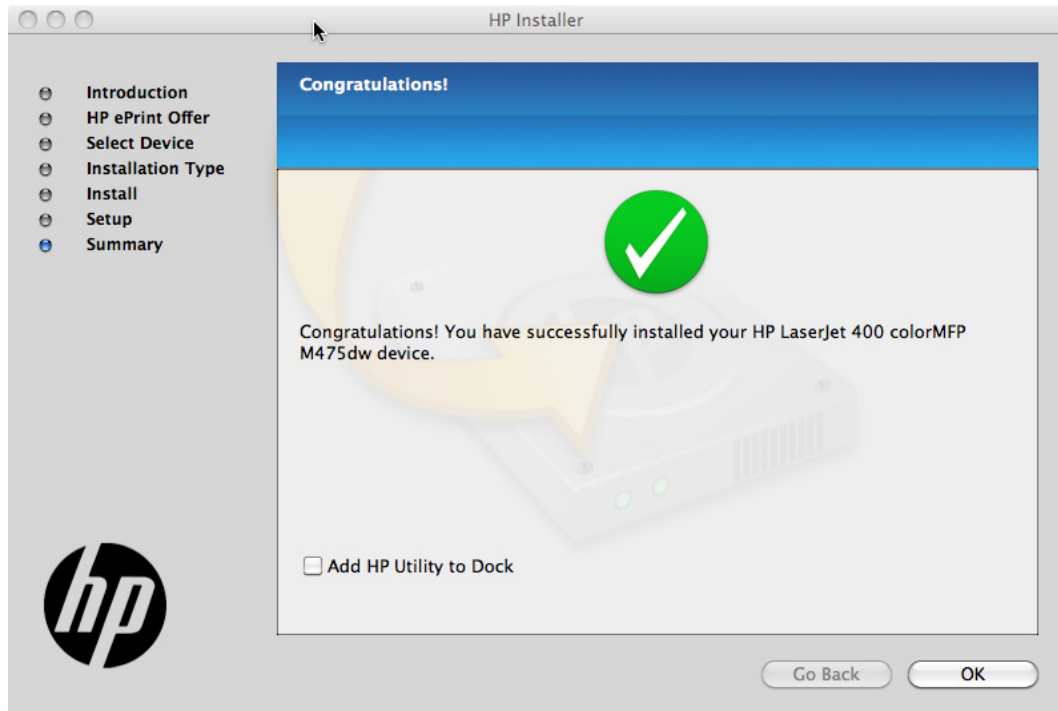 HP Installer
Introduction
HP ePrint Offer
Select Device
Installation Type
Install
Setup
Summary
Congratulations!
Congratulations! You have successfully installed your HP LaserJet 400 colorMFP
M475dw device.
Add HP Utility to Dock
hp
Go Back
OK